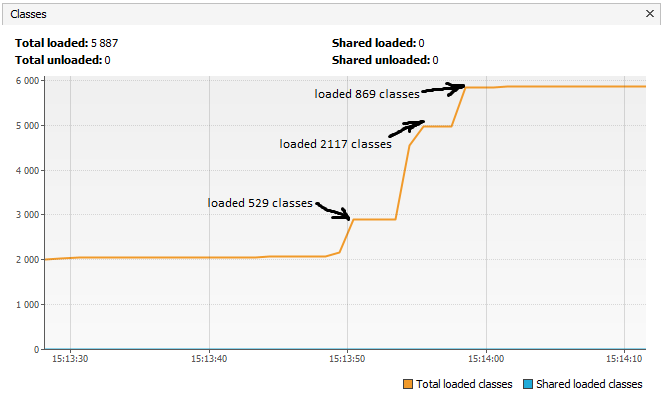 Classes
Total loaded: 5 887
Shared loaded: 0
Total unloaded: 0
Shared unloaded: 0
6 000
loaded 869 classes
5 000
loaded 2117 classes
4 000
3 000
loaded 529 classes
2 000
1 000
0
15:13:30
15:13:40
15:13:50
15:14:00
15:14:10
Total loaded classes
Shared loaded classes